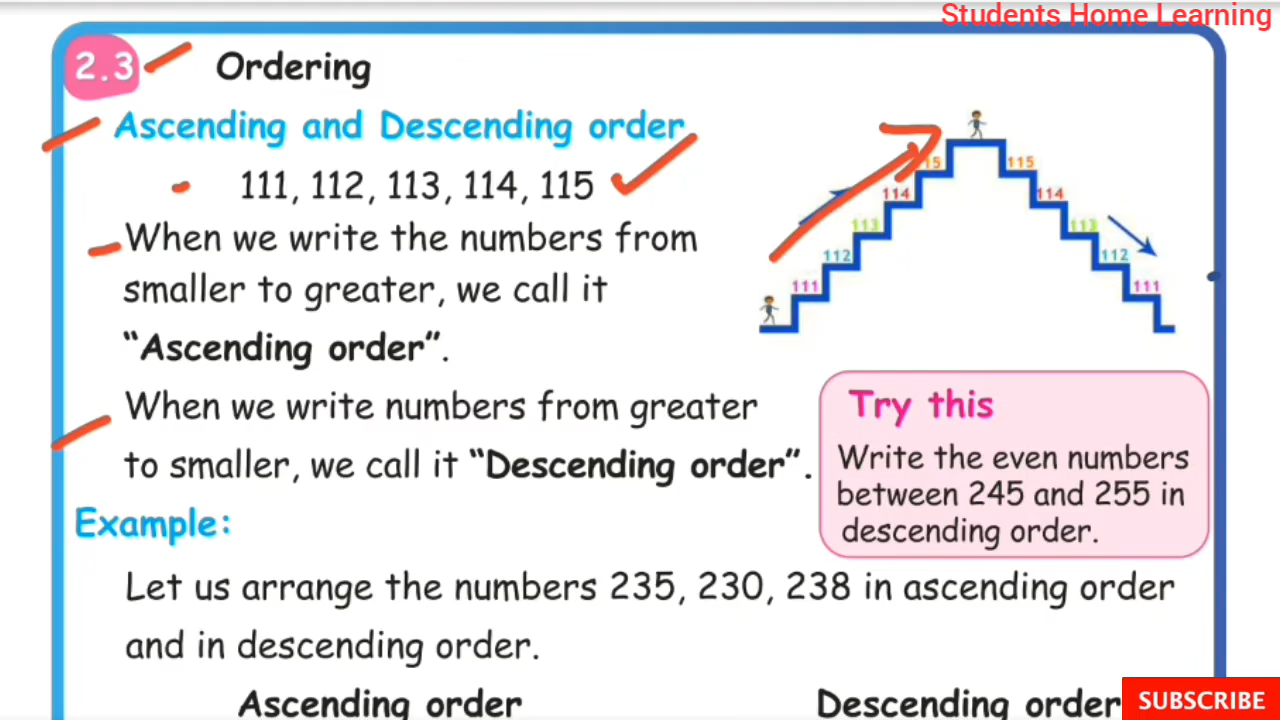 Students Home Learning
2.3 Ordering
Ascending and Descending order
111, 112, 113, 114, 115
When we write the numbers from
smaller to greater, we call it
“Ascending order”.
When we write numbers from greater
to smaller, we call it “Descending order”.
15 115
114 114
113 113
112 112
111 111
Try this
Write the even numbers
between 245 and 255 in
descending order.
Example:
Let us arrange the numbers 235, 230, 238 in ascending order
and in descending order.
Ascending order Descending order
SUBSCRIBE